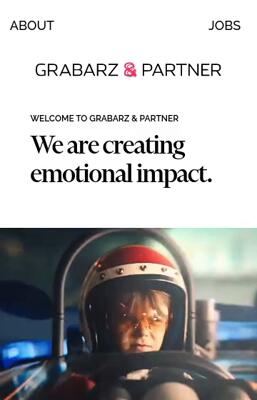 ABOUT JOBS
GRABARZ & PARTNER
WELCOME TO GRABARZ & PARTNER
We are creating
emotional impact.